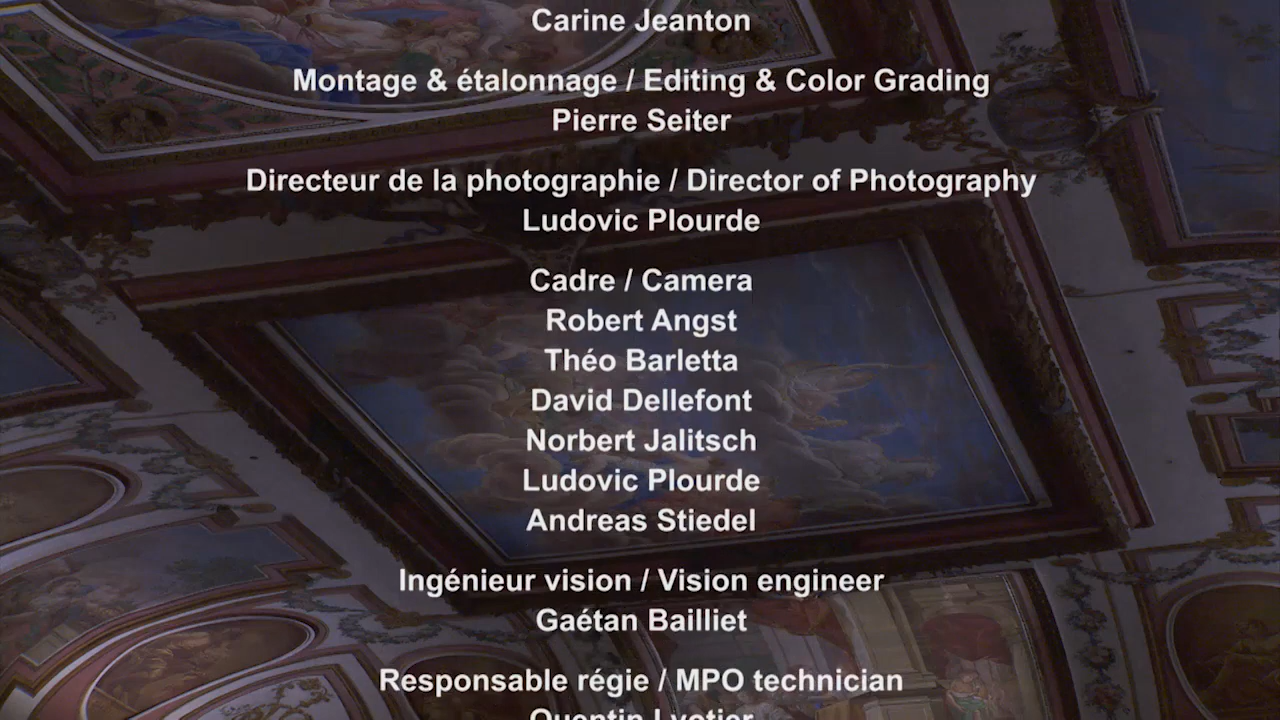 Carine Jeanton
Montage & étalonnage / Editing & Color Grading
Pierre Seiter
Directeur de la photographie / Director of Photography
Ludovic Plourde
Cadre / Camera
Robert Angst
Théo Barletta
David Dellefont
Norbert Jalitsch
Ludovic Plourde
Andreas Stiedel
Ingénieur vision / Vision engineer
Gaétan Bailliet
Responsable régie / MPO technician
Quentin